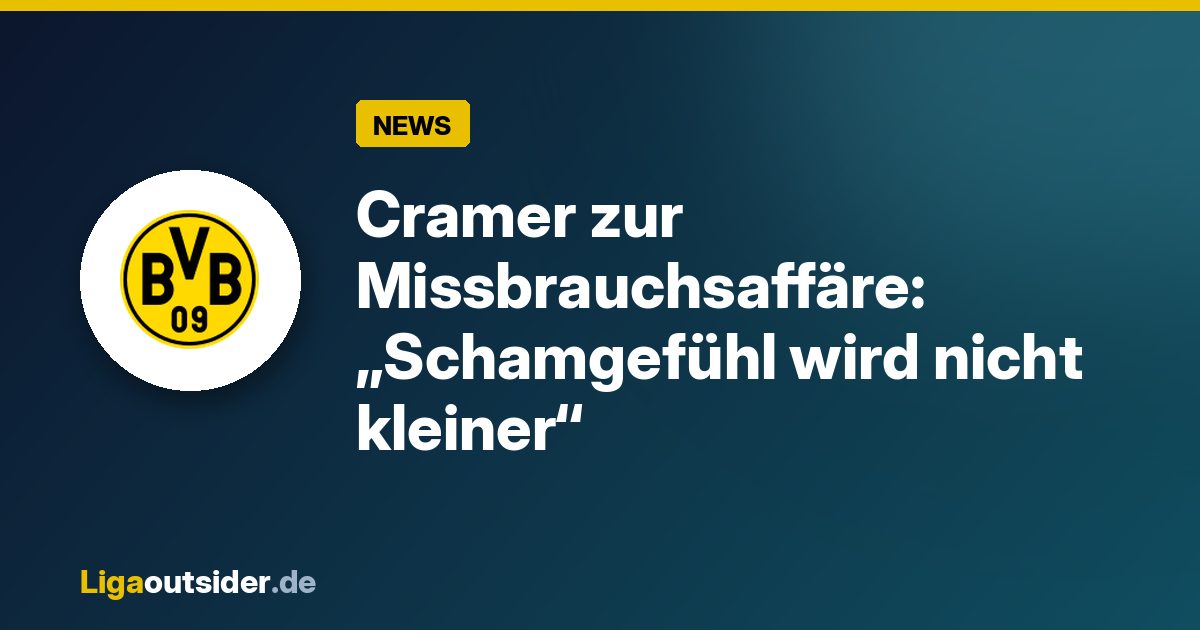 NEWS
Cramer zur
Missbrauchsaffäre:
„Schamgefühl wird nicht
kleiner“
BVB
09
Ligaoutsider.de